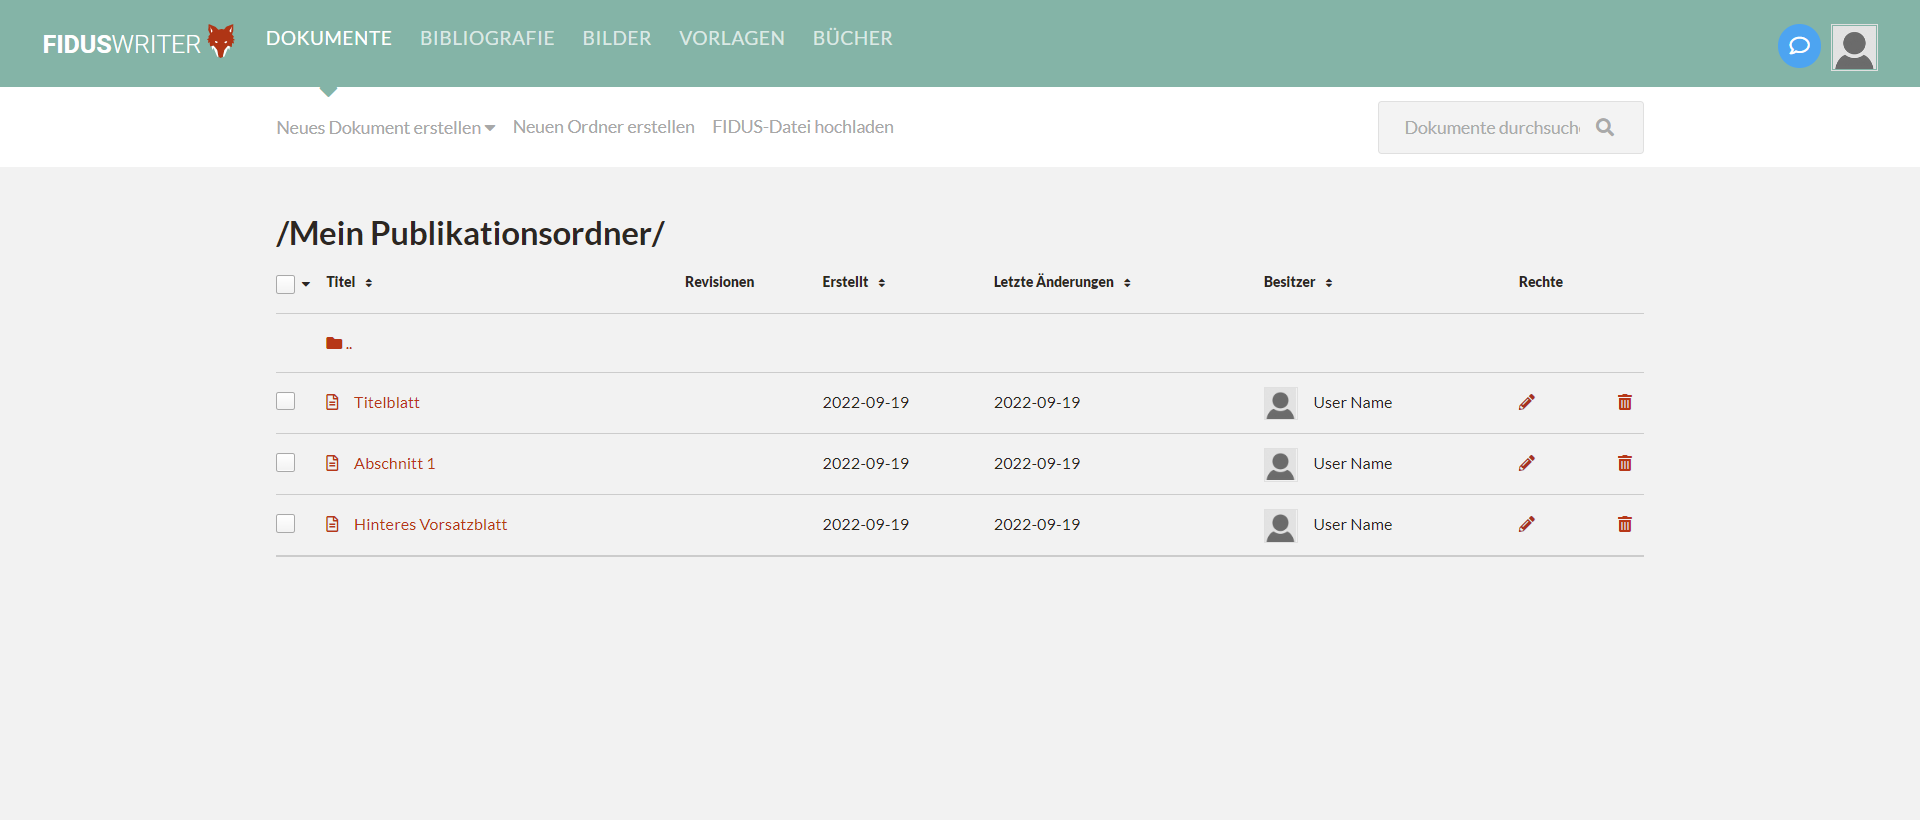 FIDUSWRITER DOKUMENTE BIBLIOGRAFIE BILDER VORLAGEN BÜCHER
Neues Dokument erstellen Neuen Ordner erstellen FIDUS-Datei hochladen Dokumente durchsuch
/Mein Publikationsordner/
Titel Revisionen Erstellt Letzte Änderungen Besitzer Rechte
..
Titelblatt 2022-09-19 2022-09-19 User Name
Abschnitt 1 2022-09-19 2022-09-19 User Name
Hinteres Vorsatzblatt 2022-09-19 2022-09-19 User Name